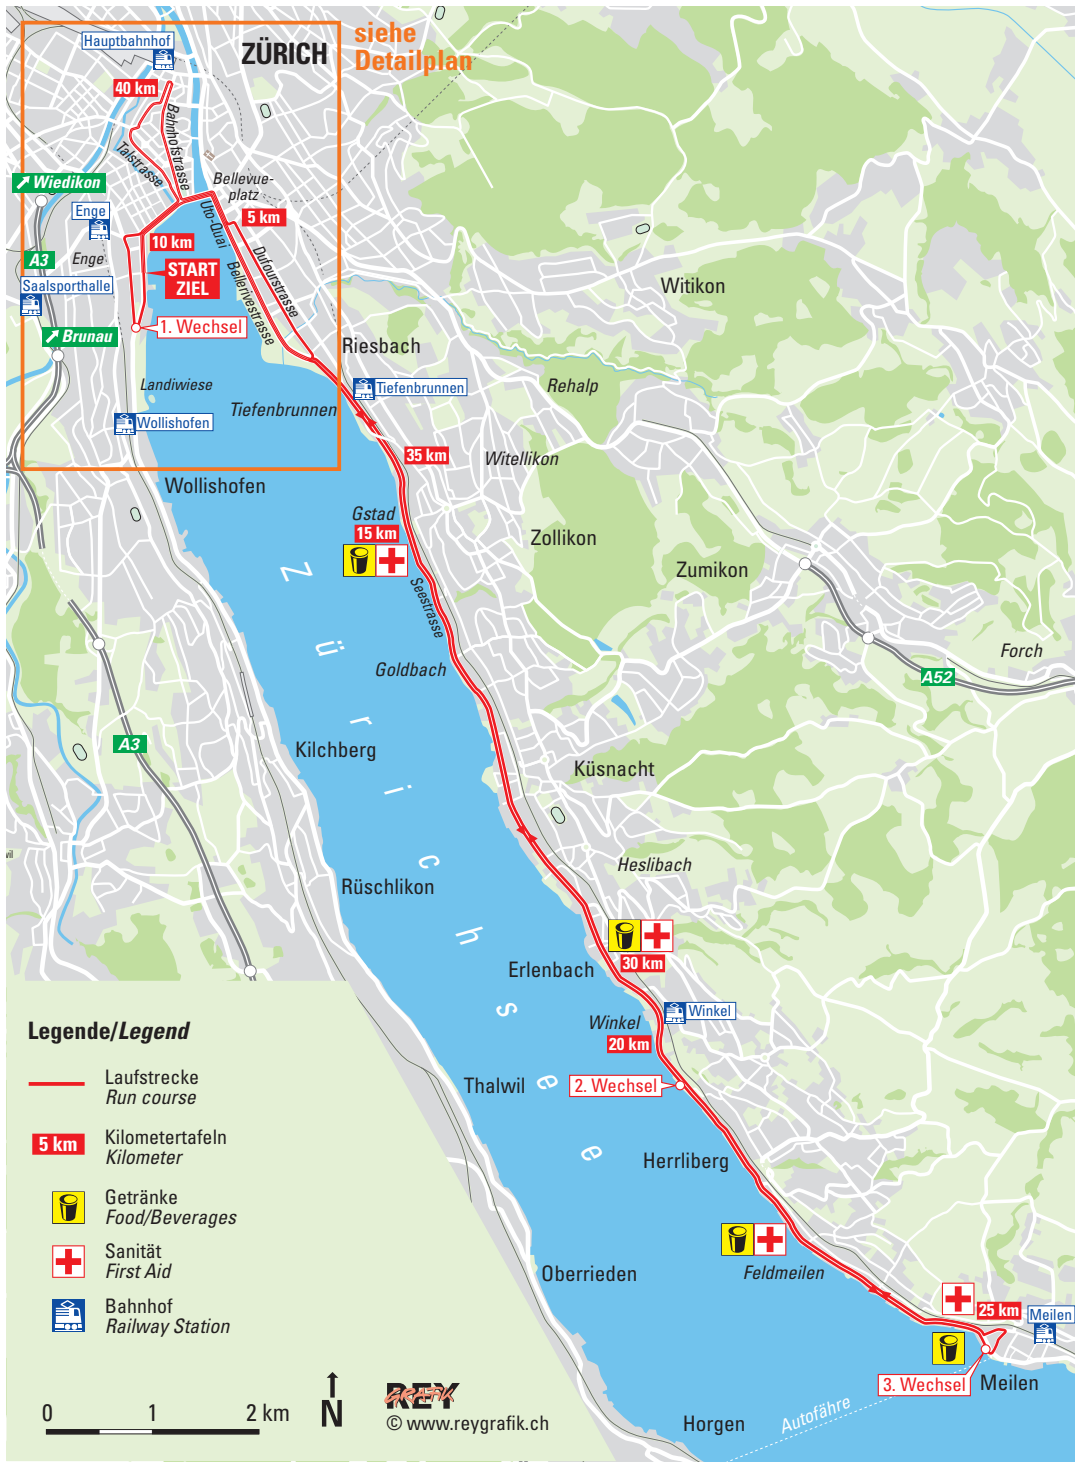 siehe
Detailplan
ZÜRICH
Hauptbahnhof
40 km
Bahnhofstrasse
Talstrasse
Wiedikon
Bellevue-
platz
5 km
Enge
Uto-Quai
10 km
A3
Enge
START
ZIEL
Dufourstrasse
Bellerivestrasse
Saalsporthalle
1. Wechsel
Brunau
Witikon
Riesbach
Landiwiese
Tiefenbrunnen
Tiefenbrunnen
Rehalp
Wollishofen
35 km
Witellikon
Wollishofen
Gstad
15 km
Zollikon
Zumikon
Seestrasse
Zürichsee
Goldbach
Forch
A52
A3
Kilchberg
Küsnacht
Heslibach
Rüschlikon
30 km
Erlenbach
Winkel
Winkel
20 km
Thalwil
2. Wechsel
Herrliberg
Feldmeilen
Oberrieden
25 km
Meilen
3. Wechsel
Meilen
Autofähre
Horgen
Legende/Legend
Laufstrecke
Run course
5 km
Kilometertafeln
Kilometer
Getränke
Food/Beverages
Sanität
First Aid
Bahnhof
Railway Station
0 1 2 km
N
REY
GRAFIK
© www.reygrafik.ch